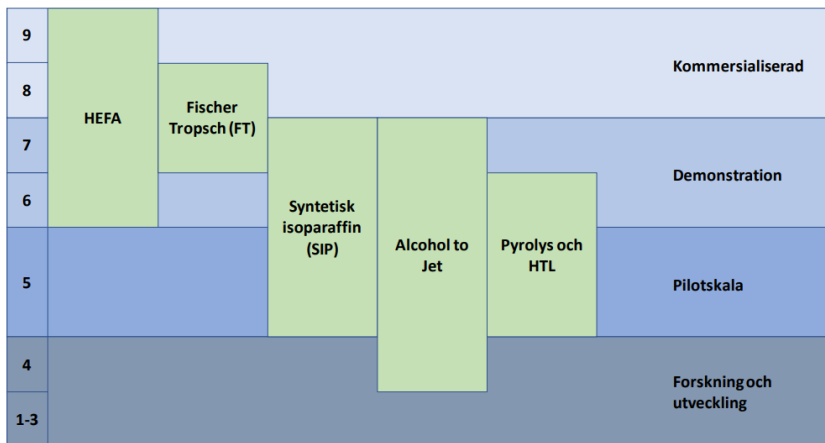 9
Kommersialiserad
8
HEFA
Fischer
Tropsch (FT)
7
Demonstration
6
Syntetisk
isoparaffin
(SIP)
Alcohol to
Jet
Pyrolys och
HTL
5
Pilotskala
4
Forskning och
utveckling
1-3